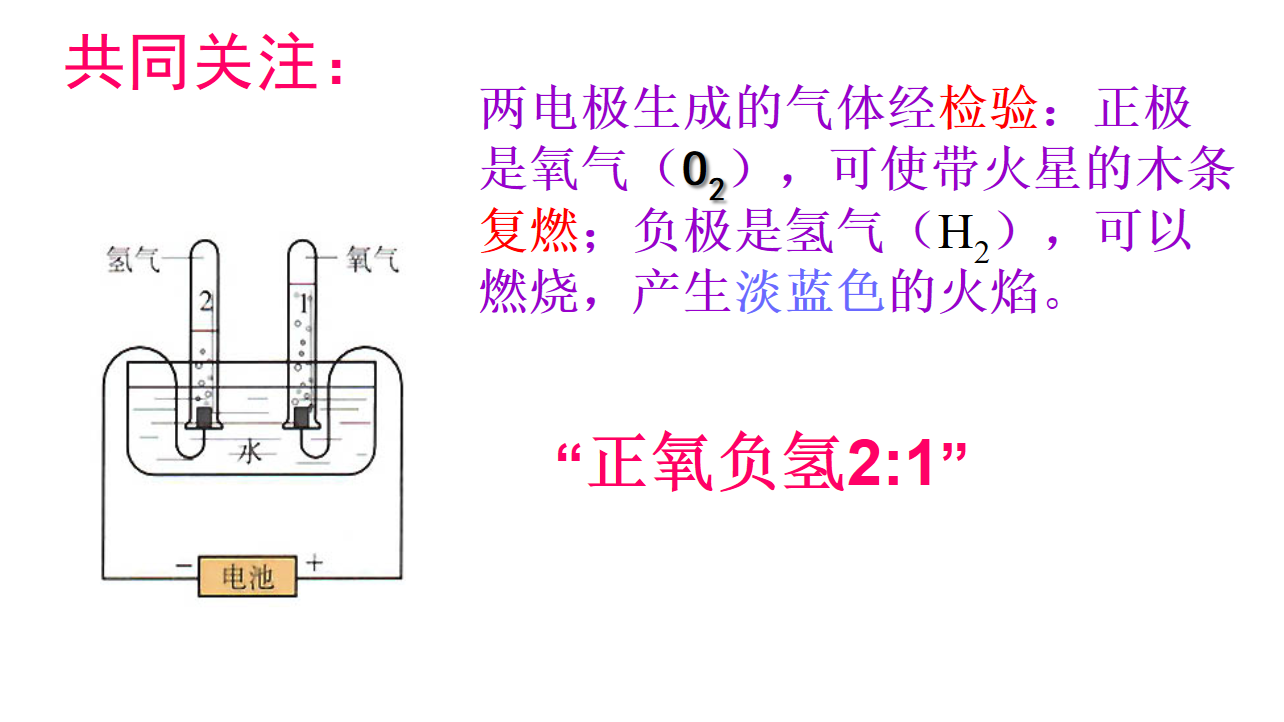 共同关注：
两电极生成的气体经检验：正极
是氧气（O₂），可使带火星的木条
复燃；负极是氢气（H₂），可以
燃烧，产生淡蓝色的火焰。
氢气
氧气
2
1
水
“正氧负氢2:1”
− +
电池